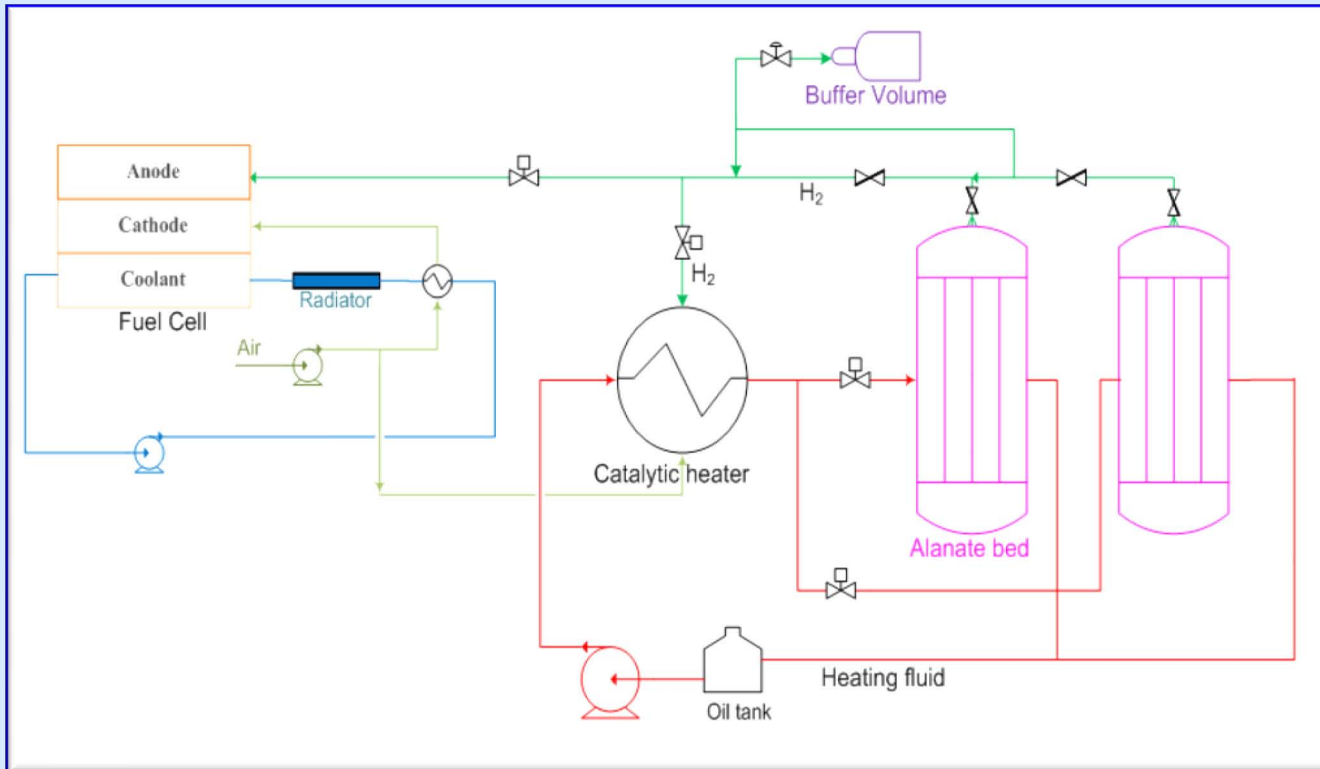 Buffer Volume
Anode
H2
Cathode
Coolant
H2
Radiator
Fuel Cell
Air
Catalytic heater
Alanate bed
Heating fluid
Oil tank